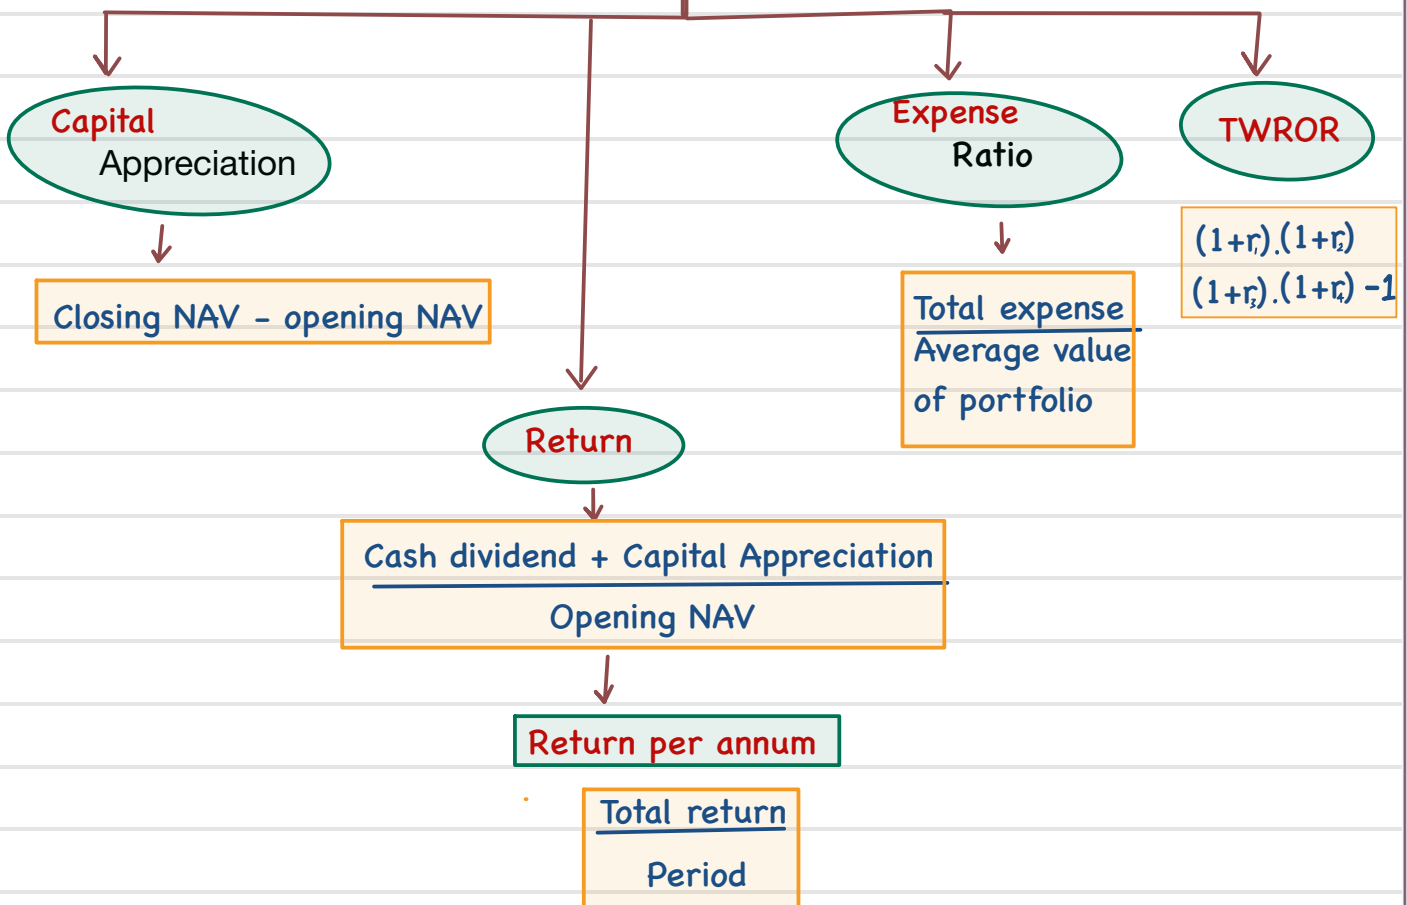 Capital
Appreciation
Closing NAV - opening NAV
Expense
Ratio
Total expense
Average value
of portfolio
TWROR
(1+r₁).(1+r₂)
(1+r₃).(1+r₄) -1
Return
Cash dividend + Capital Appreciation
Opening NAV
Return per annum
Total return
Period